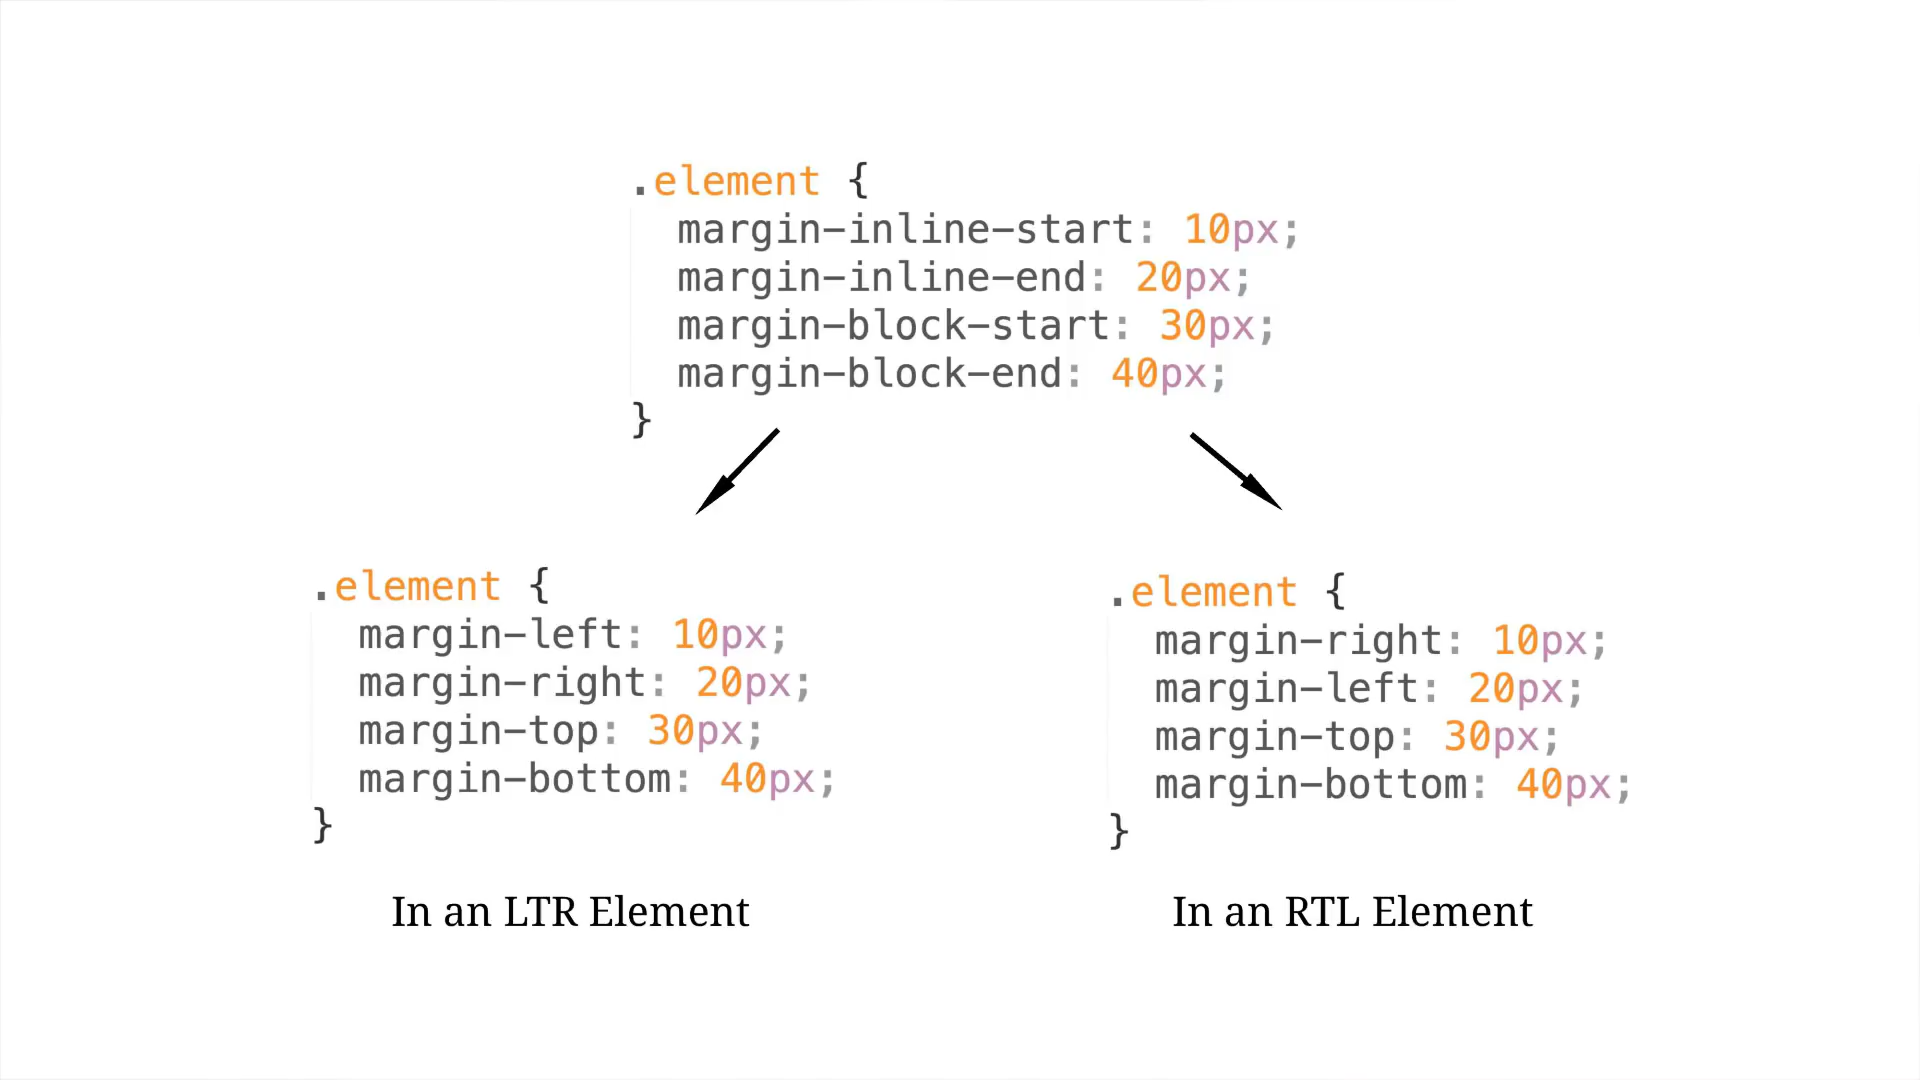 .element {
margin-inline-start: 10px;
margin-inline-end: 20px;
margin-block-start: 30px;
margin-block-end: 40px;
}
.element {
margin-left: 10px;
margin-right: 20px;
margin-top: 30px;
margin-bottom: 40px;
}
In an LTR Element
.element {
margin-right: 10px;
margin-left: 20px;
margin-top: 30px;
margin-bottom: 40px;
}
In an RTL Element